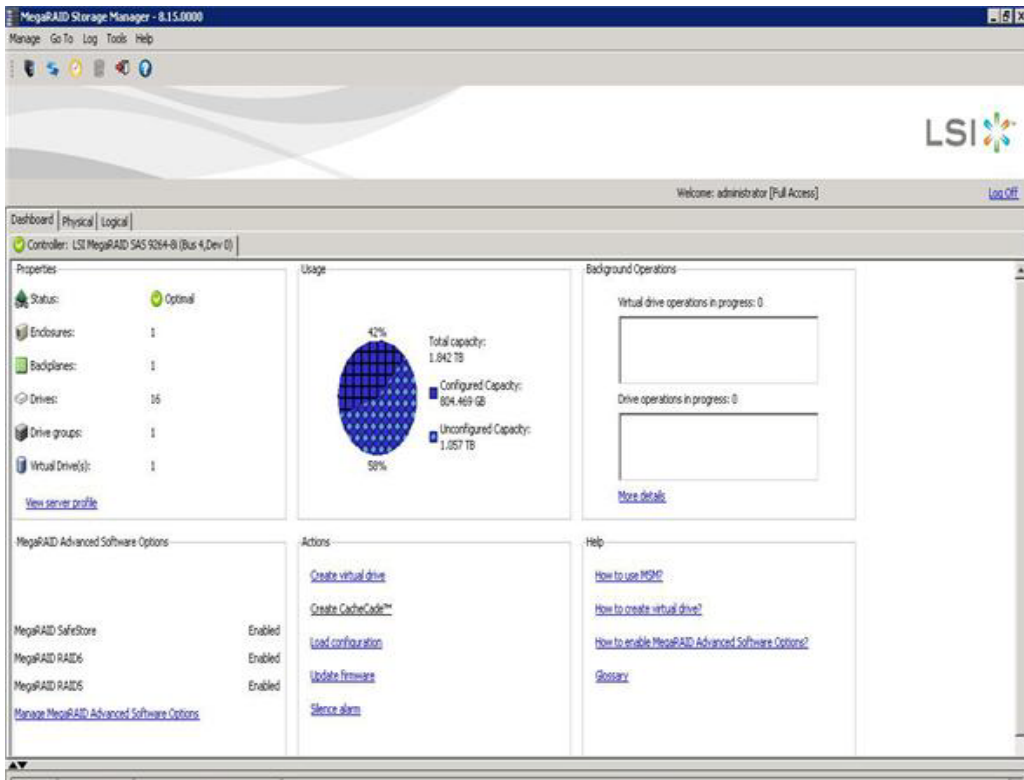 MegaRAID Storage Manager - 8.15.0000
Manage Go To Log Tools Help
LSI
Welcome: administrator [Full Access]
Log Off
Dashboard Physical Logical
Controller: LSI MegaRAID SAS 9264-8i (Bus 4,Dev 0)
Properties
Status: Optimal
Enclosures: 1
Backplanes: 1
Drives: 16
Drive groups: 1
Virtual Drive(s): 1
View server profile
Usage
42%
58%
Total capacity:
1.842 TB
Configured Capacity:
804.469 GB
Unconfigured Capacity:
1.057 TB
Background Operations
Virtual drive operations in progress: 0
Drive operations in progress: 0
More details
MegaRAID Advanced Software Options
MegaRAID SafeStore Enabled
MegaRAID RAID6 Enabled
MegaRAID RAID5 Enabled
Manage MegaRAID Advanced Software Options
Actions
Create virtual drive
Create CacheCade™
Load configuration
Update firmware
Silence alarm
Help
How to use MSM?
How to create virtual drive?
How to enable MegaRAID Advanced Software Options?
Glossary